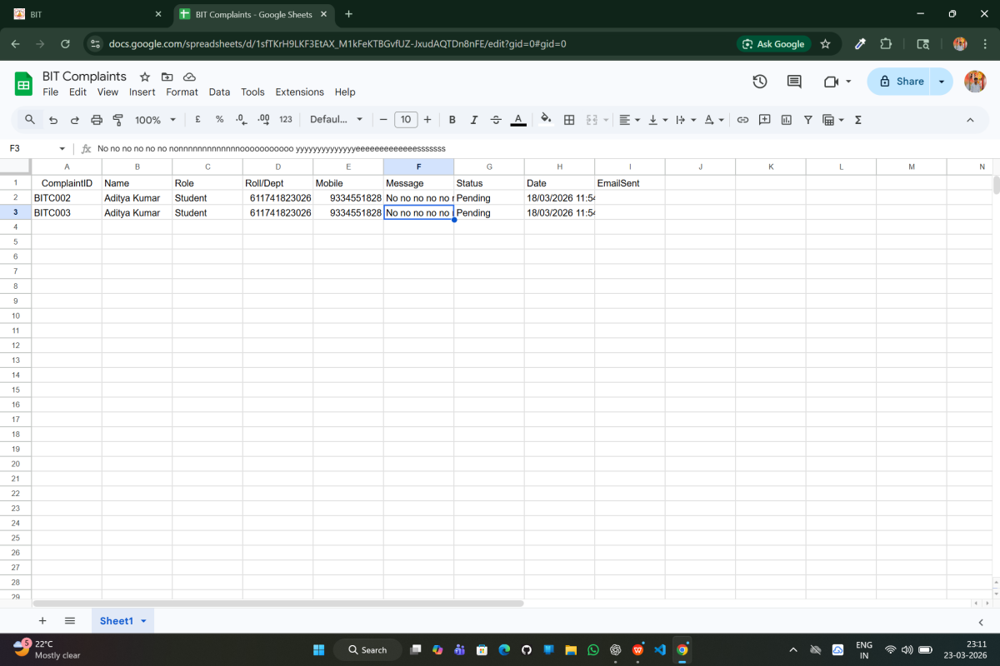 BIT
BIT Complaints - Google Sheets
docs.google.com/spreadsheets/d/1sfTKrH9LKF3EtAX_M1kFeKTBGvfUZ-JxudAQTDn8nFE/edit?gid=0#gid=0
Ask Google
BIT Complaints
File Edit View Insert Format Data Tools Extensions Help
Share
100% £ % .0 .00 123 Defaul... 10 B I A A Σ
F3 fx No no no no no no nonnnnnnnnnnnnnooooooooooo yyyyyyyyyyyyyyeeeeeeeeeeeeesssssss
A B C D E F G H I J K L M N
1 ComplaintID Name Role Roll/Dept Mobile Message Status Date EmailSent
2 BITC002 Aditya Kumar Student 611741823026 9334551828 No no no no no Pending 18/03/2026 11:54
3 BITC003 Aditya Kumar Student 611741823026 9334551828 No no no no no Pending 18/03/2026 11:54
4
5
6
7
8
9
10
11
12
13
14
15
16
17
18
19
20
21
22
23
24
25
26
27
28
29
Sheet1
5
22°C
Mostly clear
Search
ENG
IN
23:11
23-03-2026